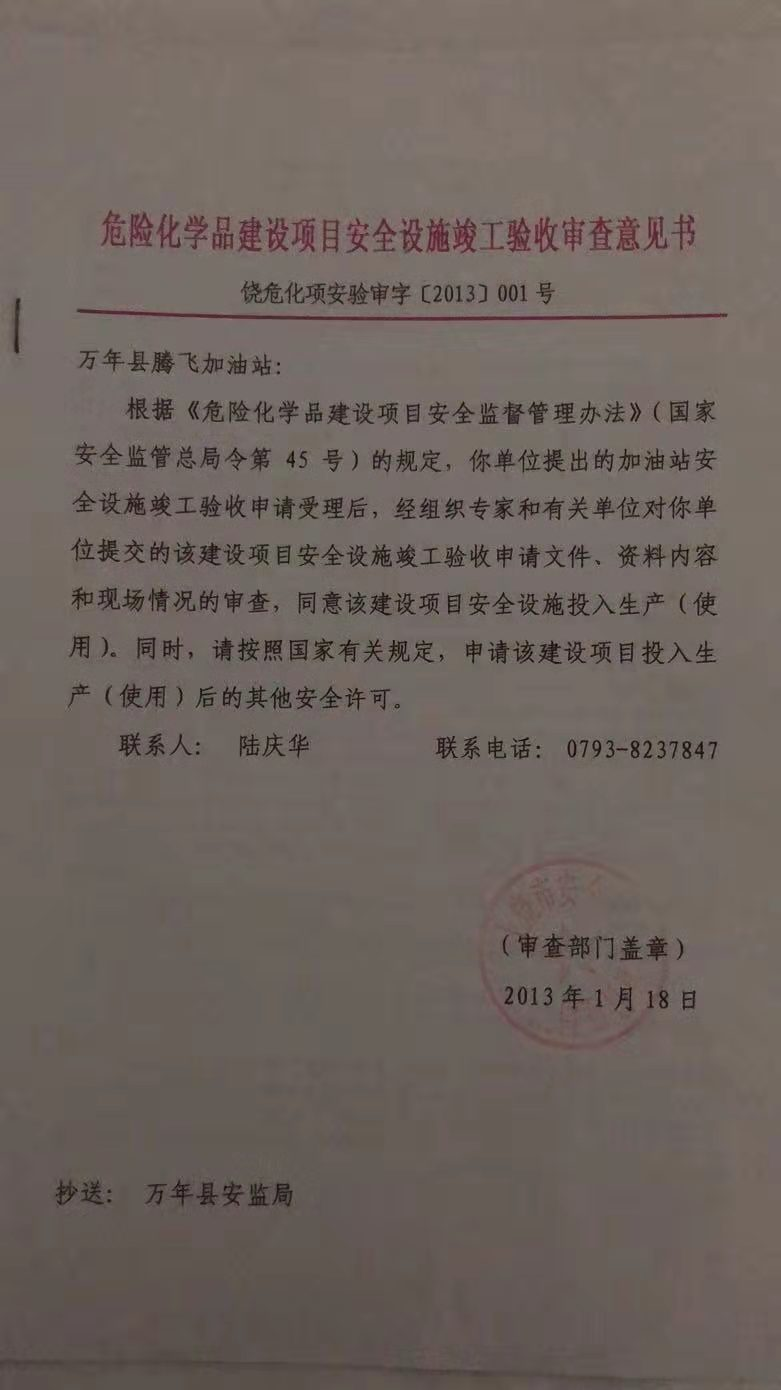 危险化学品建设项目安全设施竣工验收审查意见书
饶危化项安验审字〔2013〕001 号
万年县腾飞加油站：
根据《危险化学品建设项目安全监督管理办法》（国家
安全监管总局令第 45 号）的规定，你单位提出的加油站安
全设施竣工验收申请受理后，经组织专家和有关单位对你单
位提交的该建设项目安全设施竣工验收申请文件、资料内容
和现场情况的审查，同意该建设项目安全设施投入生产（使
用）。同时，请按照国家有关规定，申请该建设项目投入生
产（使用）后的其他安全许可。
联系人： 陆庆华 联系电话： 0793-8237847
饶市安
（审查部门盖章）
2013 年 1 月 18 日
抄送： 万年县安监局